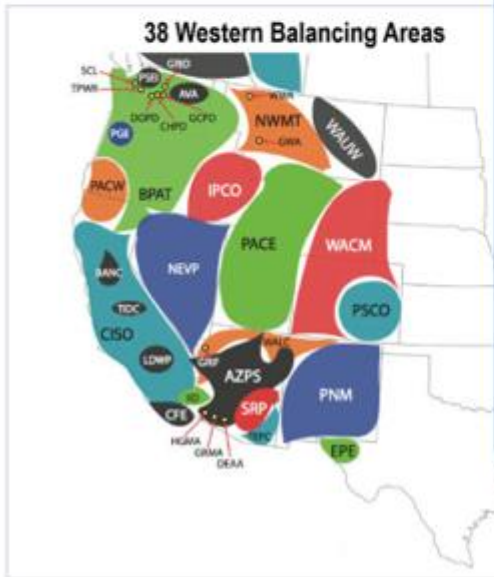 38 Western Balancing Areas
GRID
SCL
PSEI
TPWR
AVA
DOPD
CHPD
GCPD
PGE
WWA
NWMT
GWA
WAUW
PACW
BPAT
IPCO
PACE
WACM
NEVP
BANC
TIDC
CISO
LDWP
PSCO
WALC
GRIF
AZPS
IID
CFE
SRP
TEPC
PNM
HGMA
GRMA
DEAA
EPE